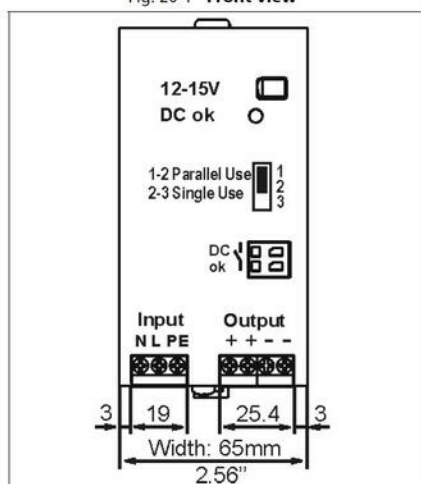 Fig. 26-1 Front view
12-15V
DC ok
1-2 Parallel Use
2-3 Single Use
1
2
3
DC
ok
Input Output
N L PE + + - -
3 19 25.4 3
Width: 65mm
2.56"